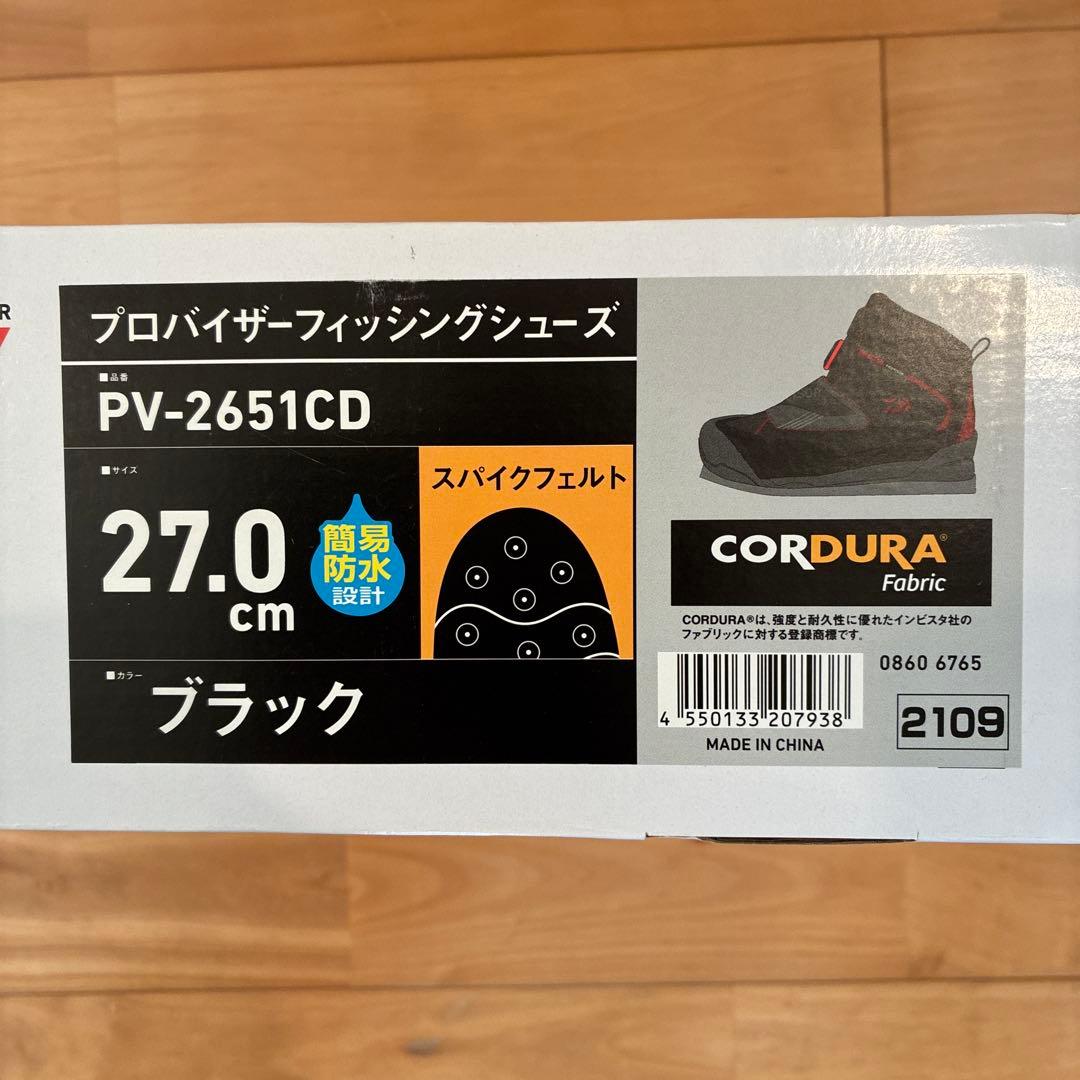 R
プロバイザーフィッシングシューズ
■品番
PV-2651CD
■サイズ
27.0
cm
簡易
防水
設計
スパイクフェルト
■カラー
ブラック
CORDURA®
Fabric
CORDURA®は、強度と耐久性に優れたインビスタ社の
ファブリックに対する登録商標です。
4 550133 207938
0860 6765
MADE IN CHINA
2109